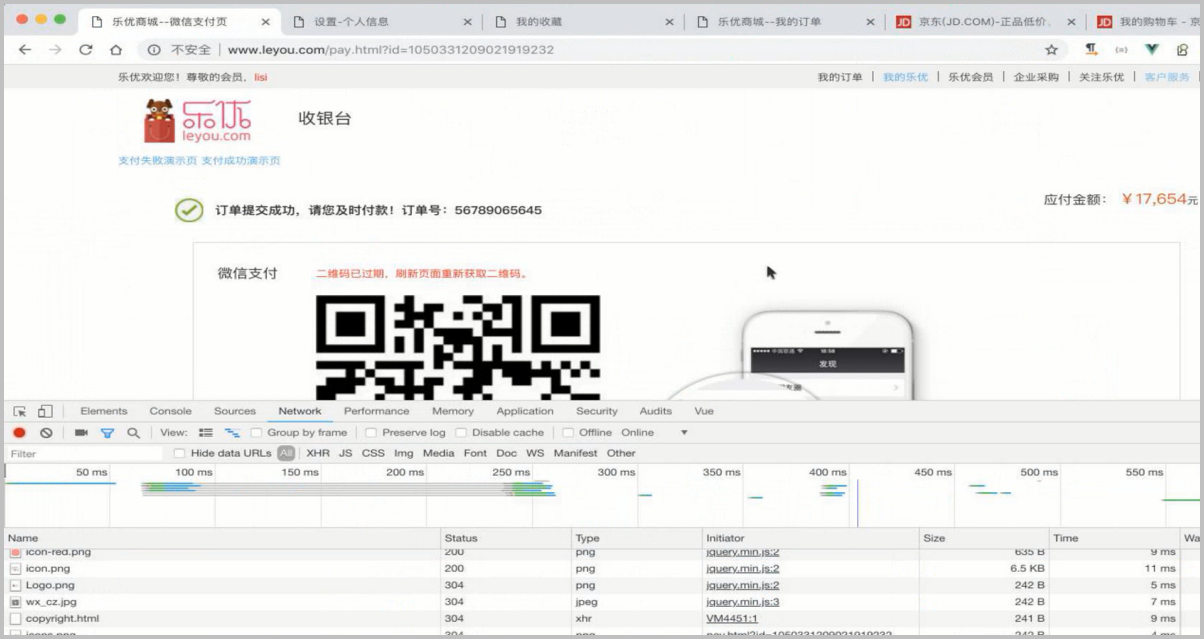 乐优商城--微信支付页 设置-个人信息 我的收藏 乐优商城--我的订单 京东(JD.COM)-正品低价、 我的购物车 - 京
不安全 www.leyou.com/pay.html?id=1050331209021919232
乐优欢迎您！尊敬的会员，lisi 我的订单 我的乐优 乐优会员 企业采购 关注乐优 客户服务
乐优 leyou.com 收银台
支付失败演示页 支付成功演示页
订单提交成功，请您及时付款！订单号：56789065645 应付金额：￥17,654元
微信支付 二维码已过期，刷新页面重新获取二维码。
中国联通 16:58
发现
Elements Console Sources Network Performance Memory Application Security Audits Vue
View: Group by frame Preserve log Disable cache Offline Online
Filter Hide data URLs All XHR JS CSS Img Media Font Doc WS Manifest Other
50 ms 100 ms 150 ms 200 ms 250 ms 300 ms 350 ms 400 ms 450 ms 500 ms 550 ms
Name Status Type Initiator Size Time Wa
icon-red.png 200 png jquery.min.js:2 635 B 9 ms
icon.png 200 png jquery.min.js:2 6.5 KB 11 ms
Logo.png 304 png jquery.min.js:2 242 B 5 ms
wx_cz.jpg 304 jpeg jquery.min.js:3 242 B 7 ms
copyright.html 304 xhr VM4451:1 241 B 9 ms
icons.png 304 png pay.html?id=1050331209021919232 242 B 4 ms